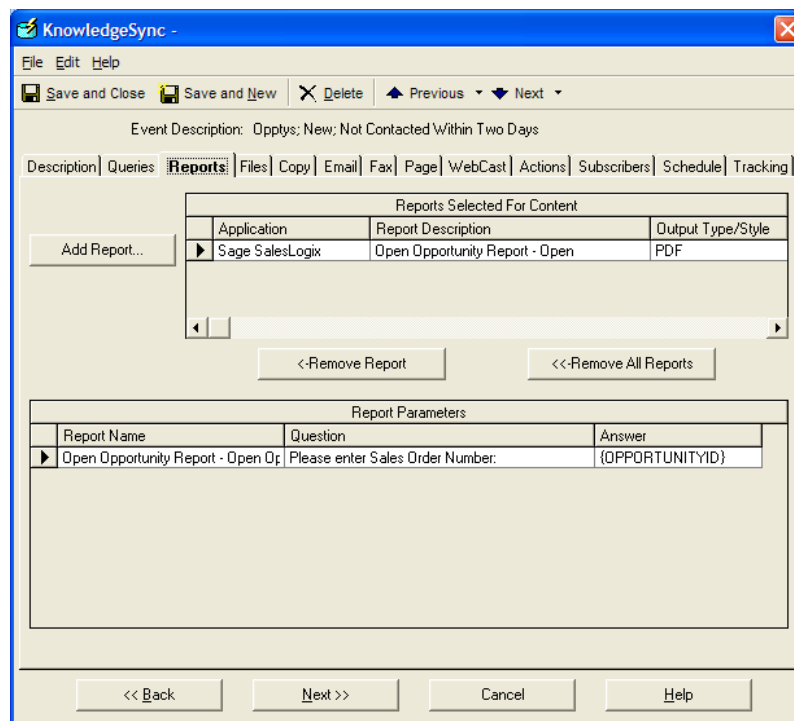 KnowledgeSync -
File Edit Help
Save and Close Save and New Delete Previous Next
Event Description: Opptys; New; Not Contacted Within Two Days
Description Queries Reports Files Copy Email Fax Page WebCast Actions Subscribers Schedule Tracking
Reports Selected For Content
Application Report Description Output Type/Style
Add Report... Sage SalesLogix Open Opportunity Report - Open PDF
<-Remove Report <<-Remove All Reports
Report Parameters
Report Name Question Answer
Open Opportunity Report - Open Op Please enter Sales Order Number: {OPPORTUNITYID}
<< Back Next >> Cancel Help